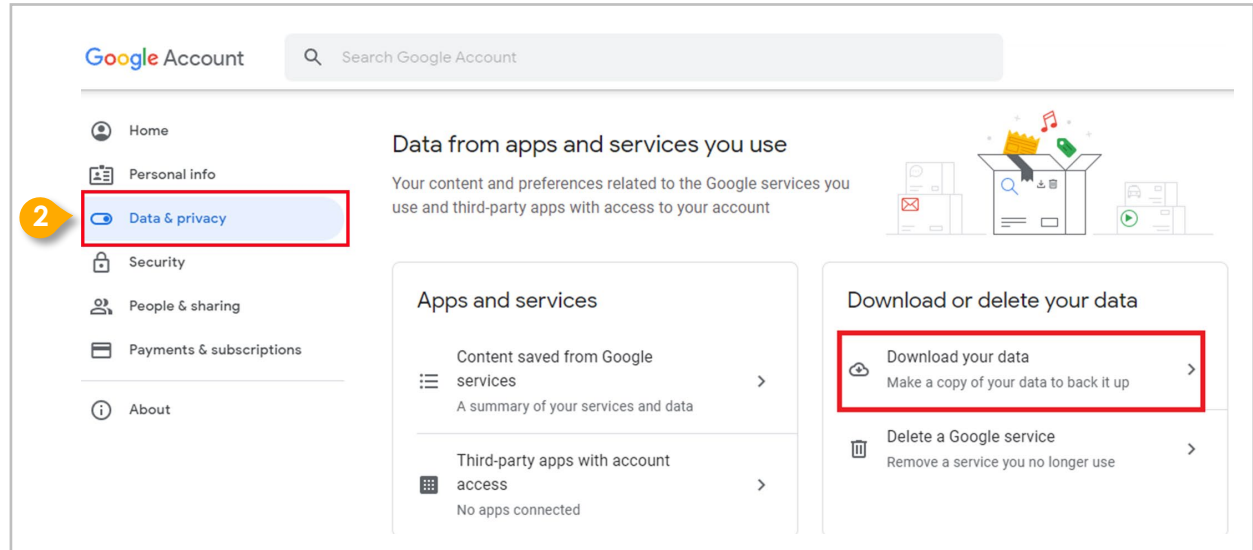 Google Account
Search Google Account
2
Home
Personal info
Data & privacy
Security
People & sharing
Payments & subscriptions
About
Data from apps and services you use
Your content and preferences related to the Google services you
use and third-party apps with access to your account
Apps and services
Content saved from Google
services
A summary of your services and data
Third-party apps with account
access
No apps connected
Download or delete your data
Download your data
Make a copy of your data to back it up
Delete a Google service
Remove a service you no longer use